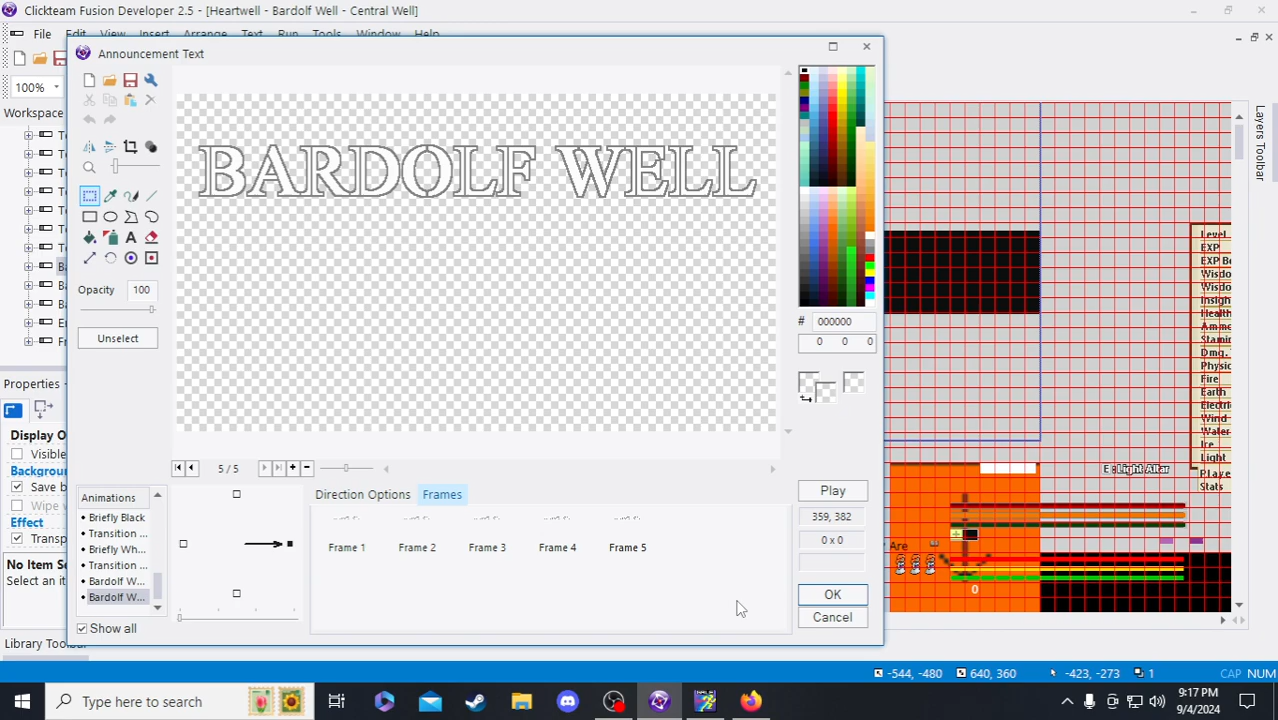 Clickteam Fusion Developer 2.5 - [Heartwell - Bardolf Well - Central Well]
File Edit View Insert Arrange Text Run Tools Window Help
Announcement Text
100%
Workspace
BARDOLF WELL
Opacity 100
Unselect
# 000000
0 0 0
5 / 5
Animations
Briefly Black
Transition ...
Briefly Wh...
Transition ...
Bardolf W...
Bardolf W...
Show all
Direction Options Frames
Frame 1 Frame 2 Frame 3 Frame 4 Frame 5
Play
359, 382
0 x 0
OK
Cancel
Properties
Display O
Visible
Background
Save b
Wipe w
Effect
Transp
No Item Se
Select an it
Library Toolbar
Layers Toolbar
Level
EXP
EXP Be
Wisdo
Wisdo
Insigh
Health
Ammo
Stamin
Dmg.
Physic
Fire
Earth
Electri
Wind
Water
Ice
Light
Player
Stats
E : Light Altar
Are
0
-544, -480 640, 360 -423, -273 1 CAP NUM
Type here to search
9:17 PM
9/4/2024